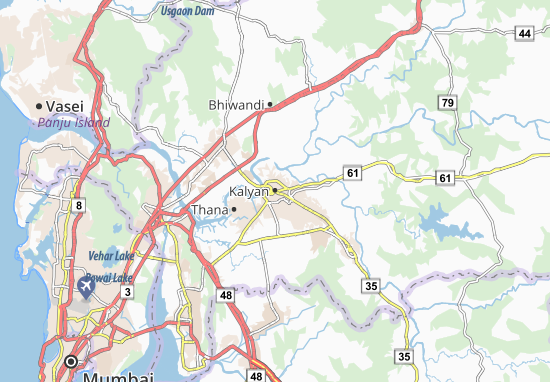 Usgaon Dam
44
Bhiwandi
79
Vasei
Panju Island
61
61
Kalyan
8
Thana
Vehar Lake
Powai Lake
35
3
48
35
48
Mumbai